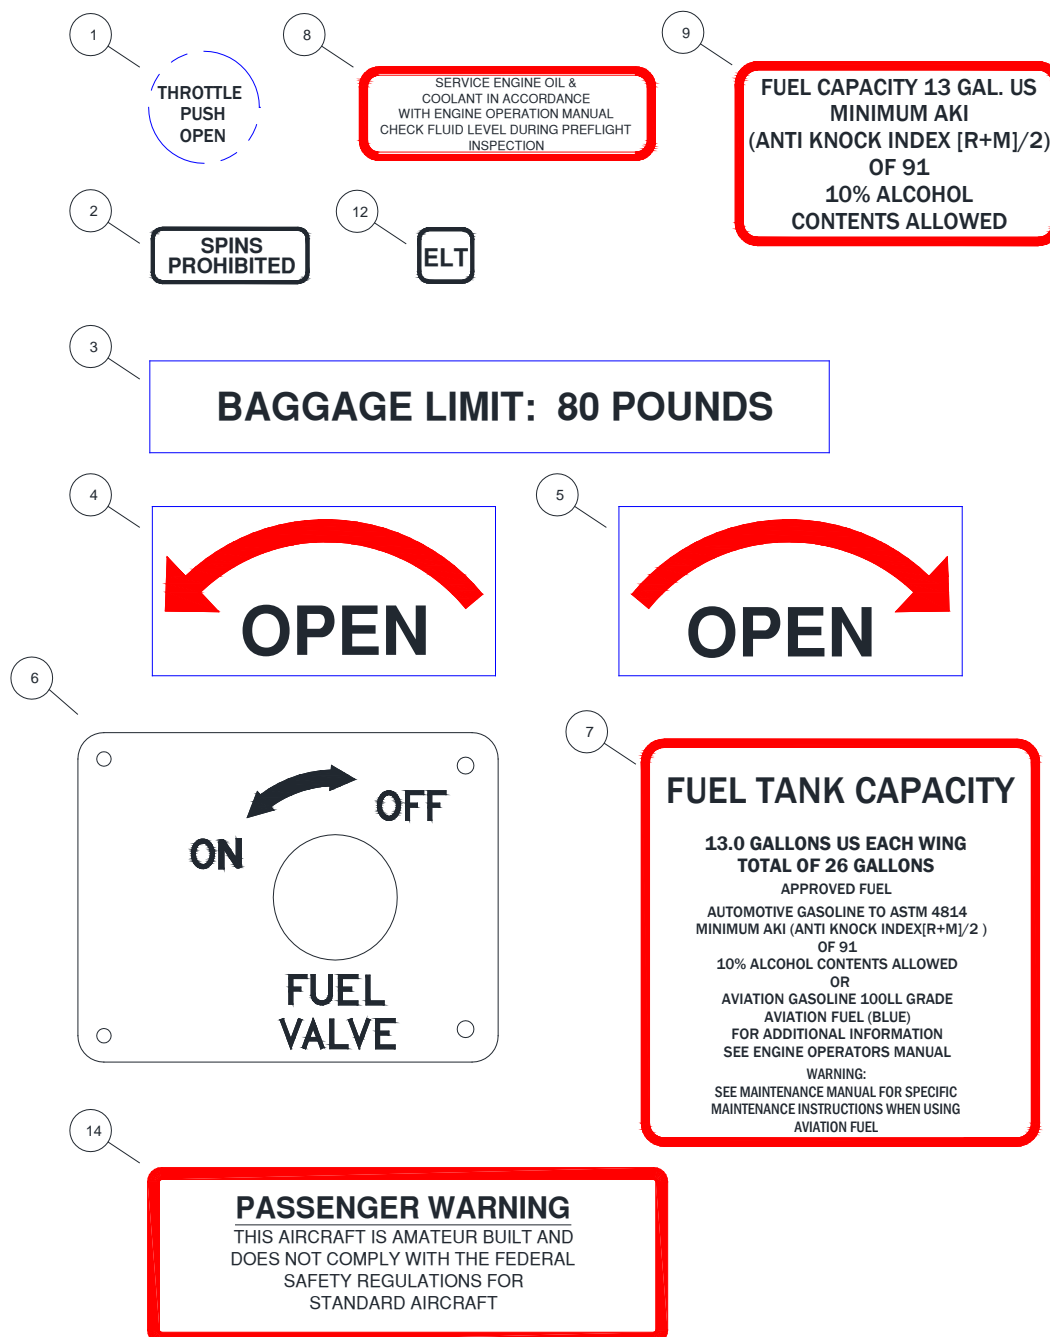 1
THROTTLE
PUSH
OPEN
8
SERVICE ENGINE OIL &
COOLANT IN ACCORDANCE
WITH ENGINE OPERATION MANUAL
CHECK FLUID LEVEL DURING PREFLIGHT
INSPECTION
9
FUEL CAPACITY 13 GAL. US
MINIMUM AKI
(ANTI KNOCK INDEX [R+M]/2)
OF 91
10% ALCOHOL
CONTENTS ALLOWED
2
SPINS
PROHIBITED
12
ELT
3
BAGGAGE LIMIT: 80 POUNDS
4
OPEN
5
OPEN
6
OFF
ON
FUEL
VALVE
7
FUEL TANK CAPACITY
13.0 GALLONS US EACH WING
TOTAL OF 26 GALLONS
APPROVED FUEL
AUTOMOTIVE GASOLINE TO ASTM 4814
MINIMUM AKI (ANTI KNOCK INDEX[R+M]/2 )
OF 91
10% ALCOHOL CONTENTS ALLOWED
OR
AVIATION GASOLINE 100LL GRADE
AVIATION FUEL (BLUE)
FOR ADDITIONAL INFORMATION
SEE ENGINE OPERATORS MANUAL
WARNING:
SEE MAINTENANCE MANUAL FOR SPECIFIC
MAINTENANCE INSTRUCTIONS WHEN USING
AVIATION FUEL
14
PASSENGER WARNING
THIS AIRCRAFT IS AMATEUR BUILT AND
DOES NOT COMPLY WITH THE FEDERAL
SAFETY REGULATIONS FOR
STANDARD AIRCRAFT